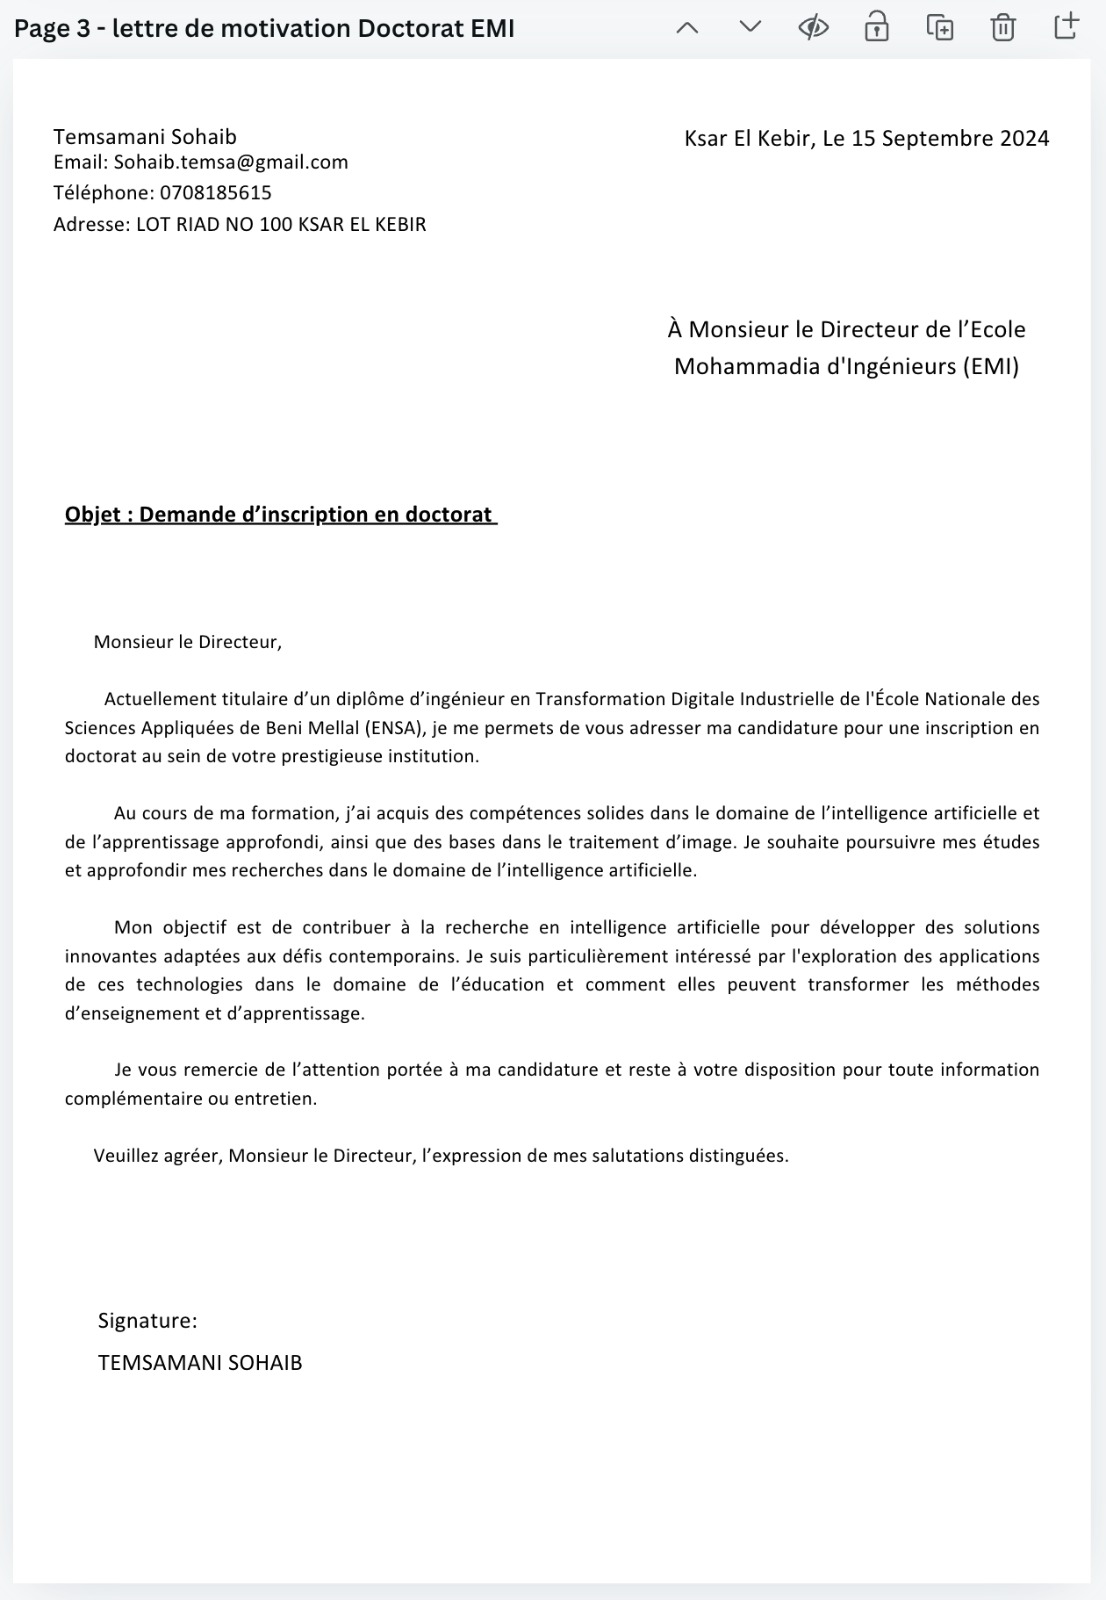 Page 3 - lettre de motivation Doctorat EMI
Temsamani Sohaib
Email: Sohaib.temsa@gmail.com
Téléphone: 0708185615
Adresse: LOT RIAD NO 100 KSAR EL KEBIR
Ksar El Kebir, Le 15 Septembre 2024
À Monsieur le Directeur de l’Ecole
Mohammadia d'Ingénieurs (EMI)
Objet : Demande d’inscription en doctorat
Monsieur le Directeur,
Actuellement titulaire d’un diplôme d’ingénieur en Transformation Digitale Industrielle de l'École Nationale des
Sciences Appliquées de Beni Mellal (ENSA), je me permets de vous adresser ma candidature pour une inscription en
doctorat au sein de votre prestigieuse institution.
Au cours de ma formation, j’ai acquis des compétences solides dans le domaine de l’intelligence artificielle et
de l’apprentissage approfondi, ainsi que des bases dans le traitement d’image. Je souhaite poursuivre mes études
et approfondir mes recherches dans le domaine de l’intelligence artificielle.
Mon objectif est de contribuer à la recherche en intelligence artificielle pour développer des solutions
innovantes adaptées aux défis contemporains. Je suis particulièrement intéressé par l'exploration des applications
de ces technologies dans le domaine de l’éducation et comment elles peuvent transformer les méthodes
d’enseignement et d’apprentissage.
Je vous remercie de l’attention portée à ma candidature et reste à votre disposition pour toute information
complémentaire ou entretien.
Veuillez agréer, Monsieur le Directeur, l’expression de mes salutations distinguées.
Signature:
TEMSAMANI SOHAIB